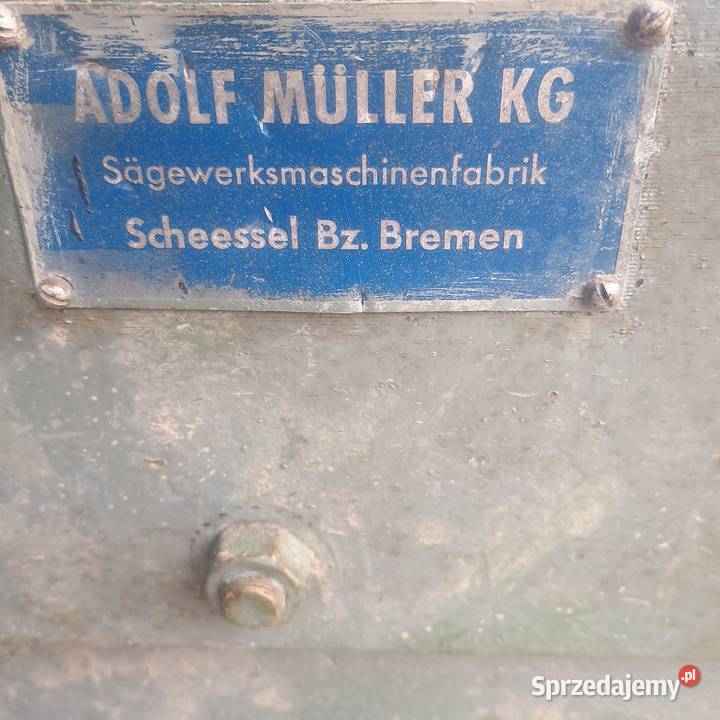 ADOLF MÜLLER KG
Sägewerksmaschinenfabrik
Scheessel Bz. Bremen
Sprzedajemy.pl